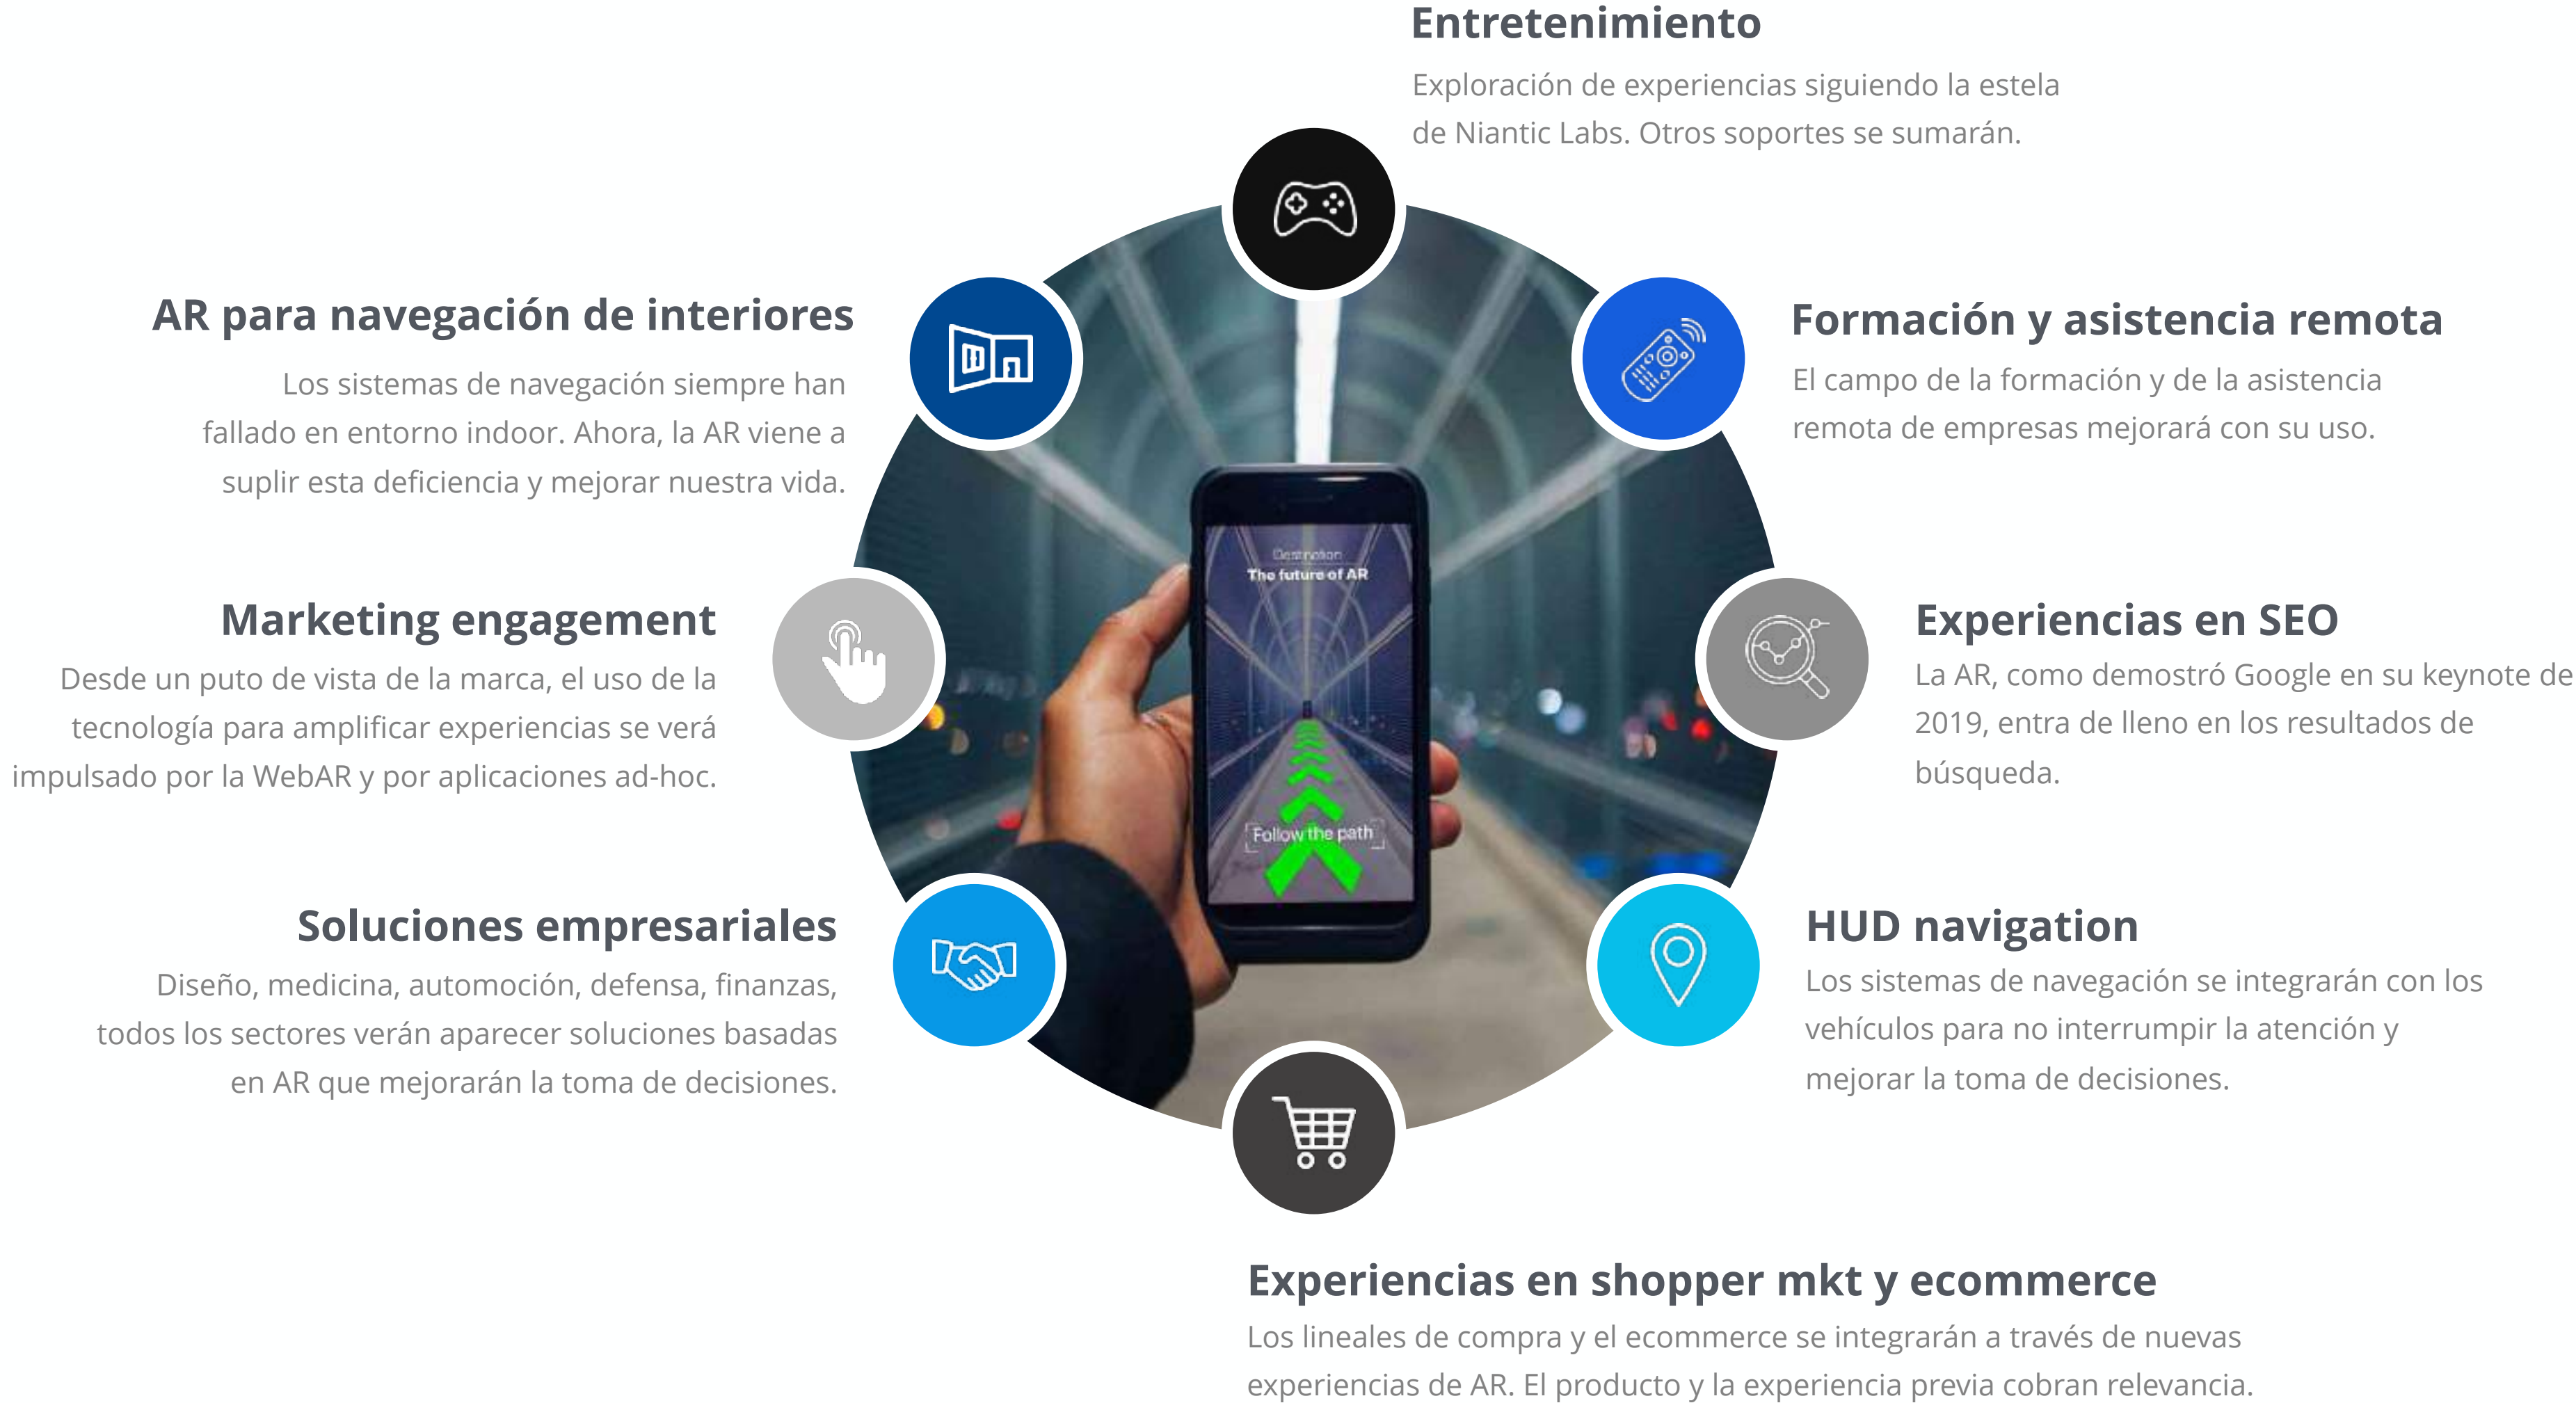 Entretenimiento
Exploración de experiencias siguiendo la estela
de Niantic Labs. Otros soportes se sumarán.
AR para navegación de interiores
Los sistemas de navegación siempre han
fallado en entorno indoor. Ahora, la AR viene a
suplir esta deficiencia y mejorar nuestra vida.
Formación y asistencia remota
El campo de la formación y de la asistencia
remota de empresas mejorará con su uso.
Destination
The future of AR
Follow the path
Marketing engagement
Desde un puto de vista de la marca, el uso de la
tecnología para amplificar experiencias se verá
impulsado por la WebAR y por aplicaciones ad-hoc.
Experiencias en SEO
La AR, como demostró Google en su keynote de
2019, entra de lleno en los resultados de
búsqueda.
Soluciones empresariales
Diseño, medicina, automoción, defensa, finanzas,
todos los sectores verán aparecer soluciones basadas
en AR que mejorarán la toma de decisiones.
HUD navigation
Los sistemas de navegación se integrarán con los
vehículos para no interrumpir la atención y
mejorar la toma de decisiones.
Experiencias en shopper mkt y ecommerce
Los lineales de compra y el ecommerce se integrarán a través de nuevas
experiencias de AR. El producto y la experiencia previa cobran relevancia.